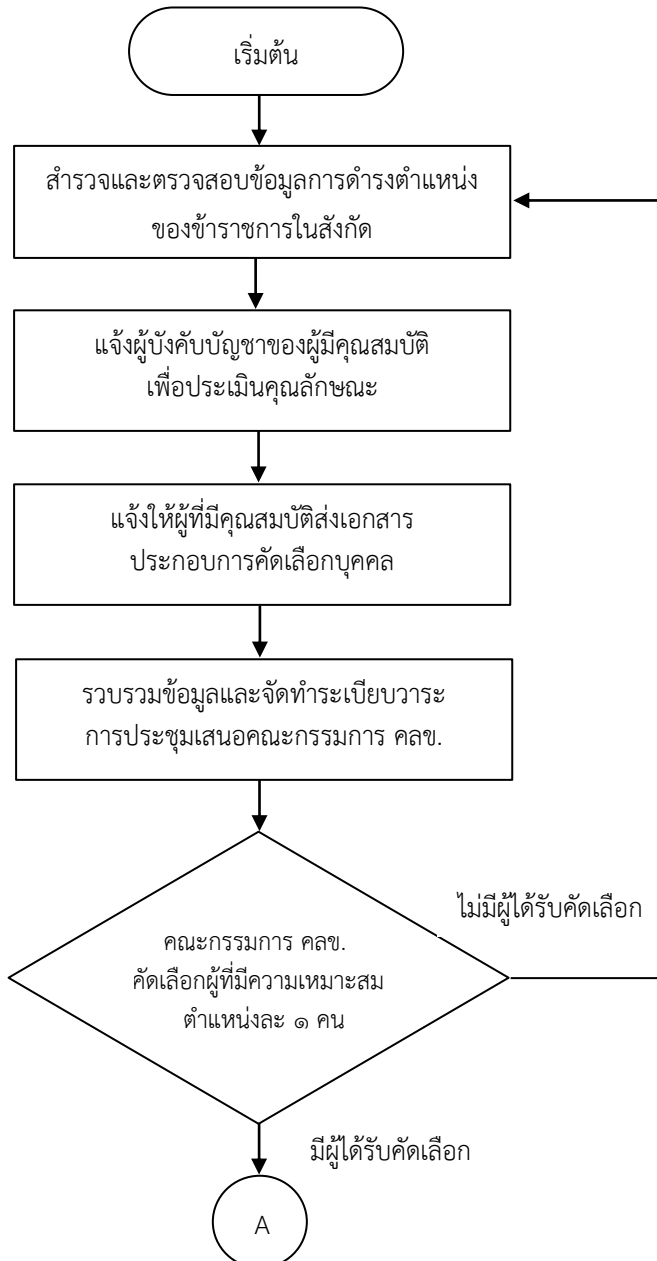 เริ่มต้น
สำรวจและตรวจสอบข้อมูลการดำรงตำแหน่ง
ของข้าราชการในสังกัด
แจ้งผู้บังคับบัญชาของผู้มีคุณสมบัติ
เพื่อประเมินคุณลักษณะ
แจ้งให้ผู้ที่มีคุณสมบัติส่งเอกสาร
ประกอบการคัดเลือกบุคคล
รวบรวมข้อมูลและจัดทำระเบียบวาระ
การประชุมเสนอคณะกรรมการ คลข.
ไม่มีผู้ได้รับคัดเลือก
คณะกรรมการ คลข.
คัดเลือกผู้ที่มีความเหมาะสม
ตำแหน่งละ ๑ คน
มีผู้ได้รับคัดเลือก
A